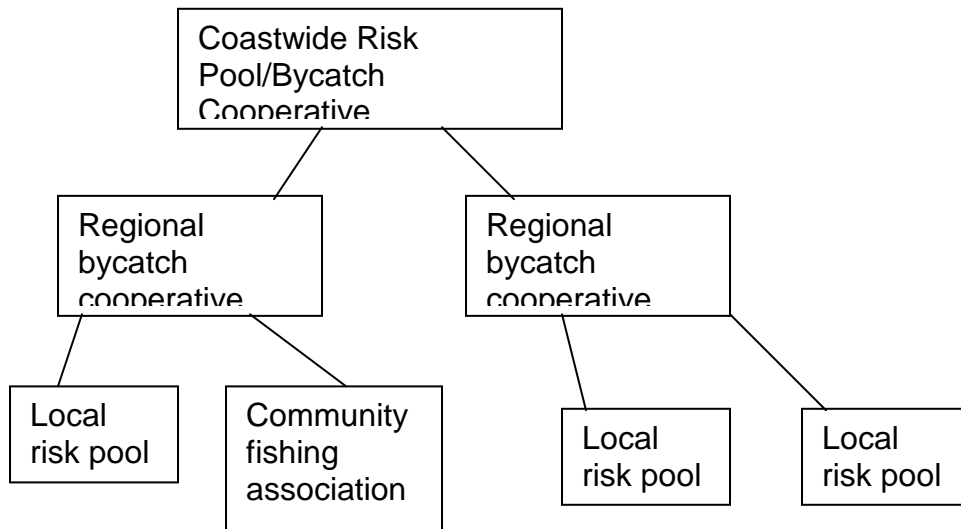 Coastwide Risk
Pool/Bycatch
Cooperative
Regional
bycatch
cooperative
Regional
bycatch
cooperative
Local
risk pool
Community
fishing
association
Local
risk pool
Local
risk pool